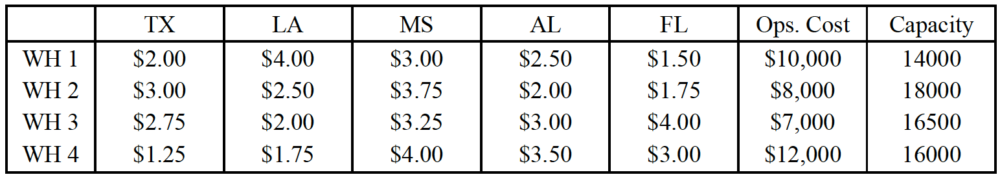 TX LA MS AL FL Ops. Cost Capacity
WH 1 $2.00 $4.00 $3.00 $2.50 $1.50 $10,000 14000
WH 2 $3.00 $2.50 $3.75 $2.00 $1.75 $8,000 18000
WH 3 $2.75 $2.00 $3.25 $3.00 $4.00 $7,000 16500
WH 4 $1.25 $1.75 $4.00 $3.50 $3.00 $12,000 16000